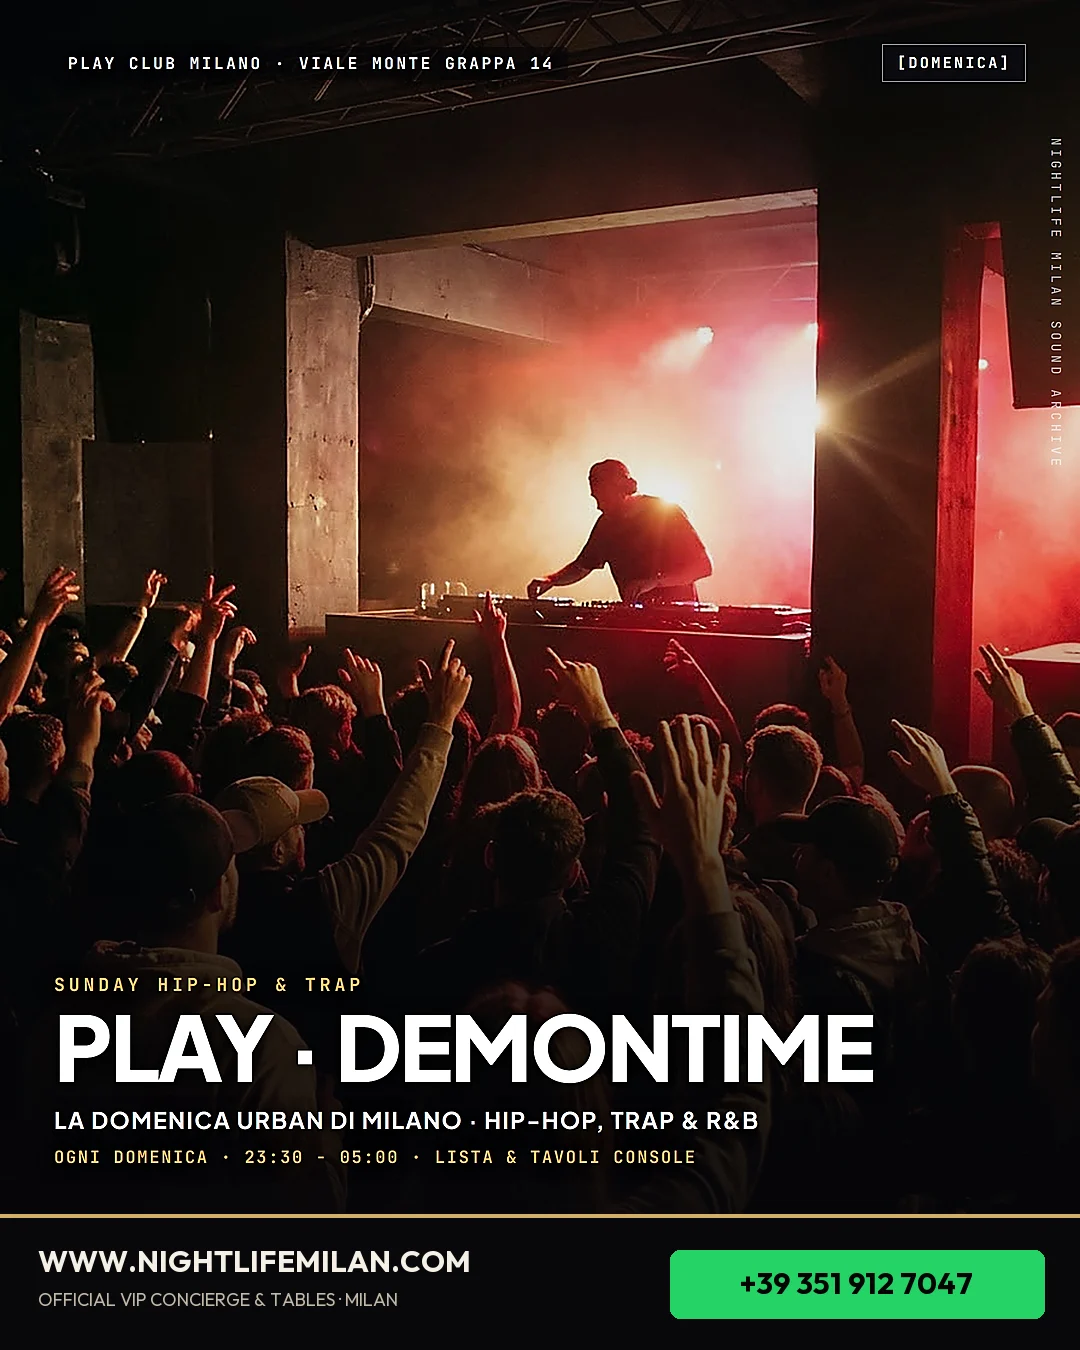 PLAY CLUB MILANO · VIALE MONTE GRAPPA 14
[DOMENICA]
NIGHTLIFE MILAN SOUND ARCHIVE
SUNDAY HIP-HOP & TRAP
PLAY · DEMONTIME
LA DOMENICA URBAN DI MILANO · HIP-HOP, TRAP & R&B
OGNI DOMENICA · 23:30 - 05:00 · LISTA & TAVOLI CONSOLE
WWW.NIGHTLIFEMILAN.COM
OFFICIAL VIP CONCIERGE & TABLES · MILAN
+39 351 912 7047